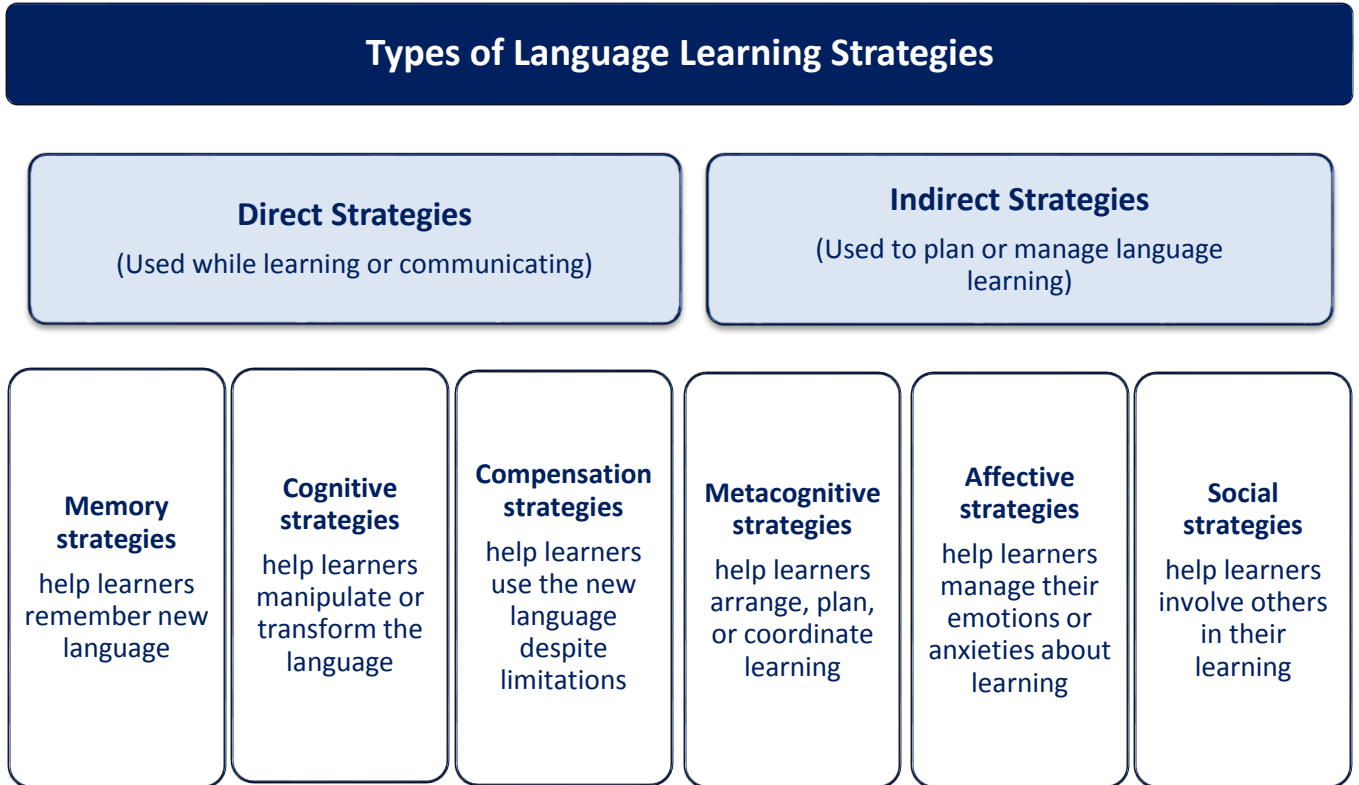 Types of Language Learning Strategies
Direct Strategies
(Used while learning or communicating)
Indirect Strategies
(Used to plan or manage language
learning)
Memory
strategies
help learners
remember new
language
Cognitive
strategies
help learners
manipulate or
transform the
language
Compensation
strategies
help learners
use the new
language
despite
limitations
Metacognitive
strategies
help learners
arrange, plan,
or coordinate
learning
Affective
strategies
help learners
manage their
emotions or
anxieties about
learning
Social
strategies
help learners
involve others
in their
learning